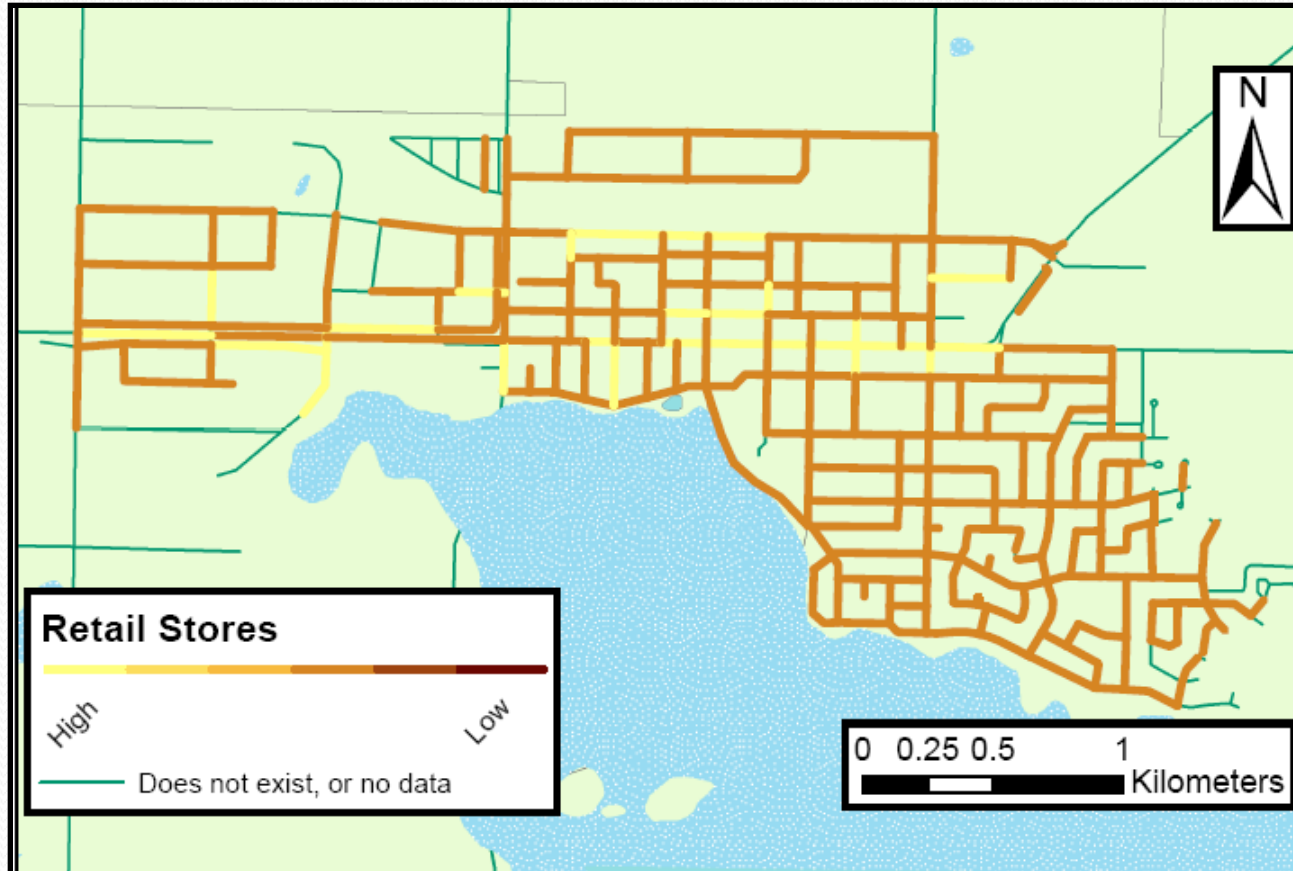 N
Retail Stores
High
Low
Does not exist, or no data
0 0.25 0.5 1
Kilometers